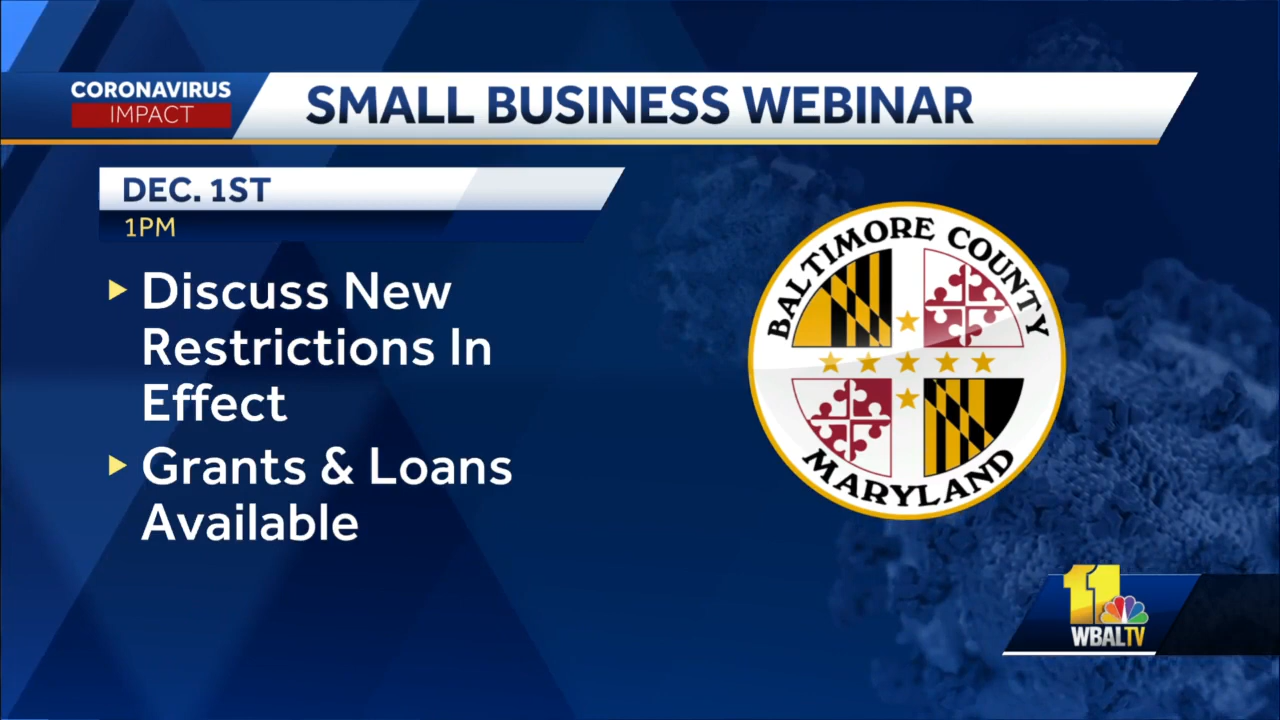 CORONAVIRUS
IMPACT
SMALL BUSINESS WEBINAR
DEC. 1ST
1PM
Discuss New
Restrictions In
Effect
Grants & Loans
Available
BALTIMORE COUNTY
MARYLAND
11
WBALTV